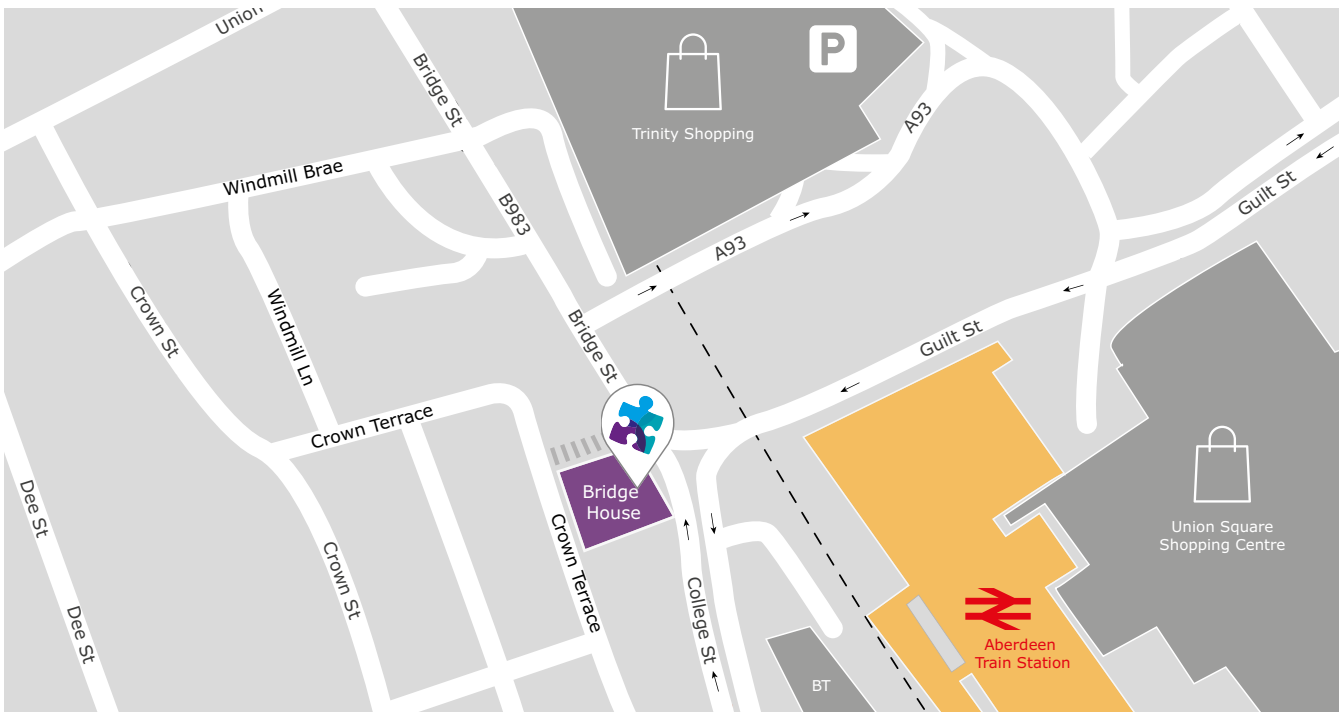 Union
Bridge St
P
Trinity Shopping
A93
Windmill Brae
B983
Guilt St
A93
Crown St
Windmill Ln
Bridge St
Guilt St
Crown Terrace
Bridge
House
Dee St
Crown St
Crown Terrace
College St
Union Square
Shopping Centre
Dee St
Aberdeen
Train Station
BT